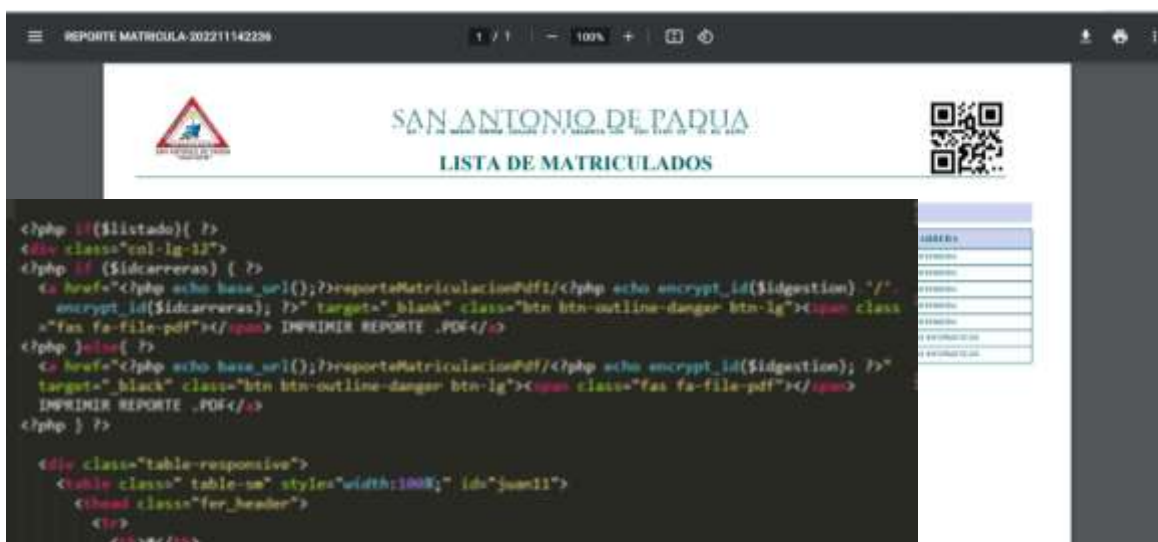 REPORTE MATRICULA-202211142236
1 / 1
100%
SAN ANTONIO DE PADUA
LISTA DE MATRICULADOS
<?php if($listado){ ?>
<div class="col-lg-12">
<?php if ($idcarreras) { ?>
<a href="<?php echo base_url();?>reporteMatriculacionPdf1/<?php echo encrypt_id($idgestion).'/'.
encrypt_id($idcarreras); ?>" target="_blank" class="btn btn-outline-danger btn-lg"><span class
="fas fa-file-pdf"></span> IMPRIMIR REPORTE .PDF</a>
<?php }else{ ?>
<a href="<?php echo base_url();?>reporteMatriculacionPdf/<?php echo encrypt_id($idgestion); ?>"
target="_black" class="btn btn-outline-danger btn-lg"><span class="fas fa-file-pdf"></span>
IMPRIMIR REPORTE .PDF</a>
<?php } ?>
<div class="table-responsive">
<table class=" table-sm" style="width:100%;" id="juan11">
<thead class="fer_header">
<tr>